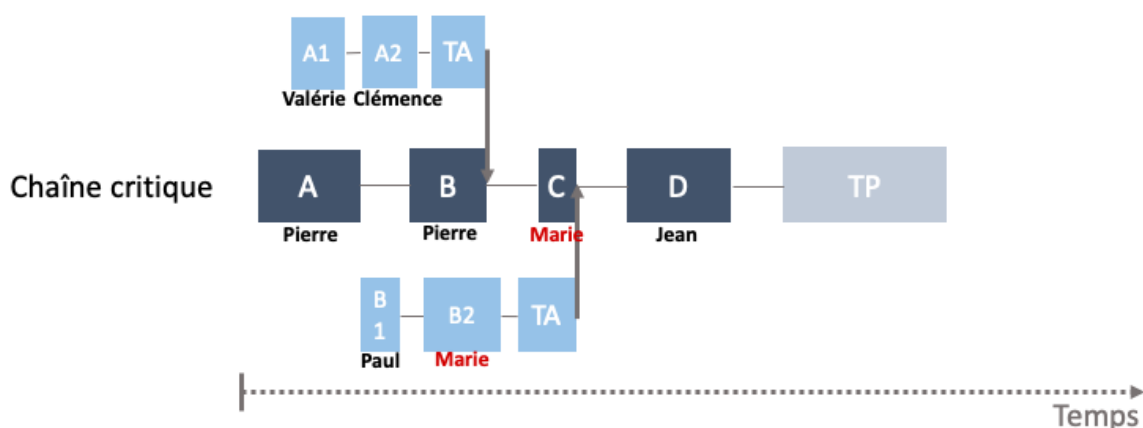 A1 A2 TA
Valérie Clémence
Chaîne critique A B C D TP
Pierre Pierre Marie Jean
B
1 B2 TA
Paul Marie
Temps